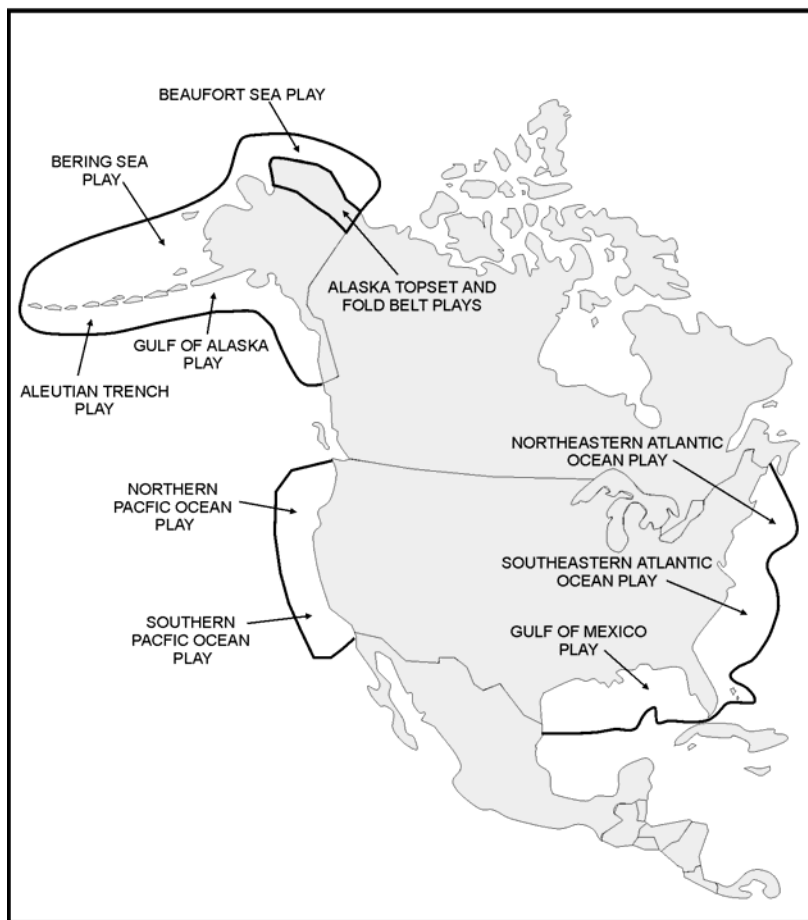 BEAUFORT SEA PLAY
BERING SEA
PLAY
ALASKA TOPSET AND
FOLD BELT PLAYS
GULF OF ALASKA
PLAY
ALEUTIAN TRENCH
PLAY
NORTHEASTERN ATLANTIC
OCEAN PLAY
NORTHERN
PACFIC OCEAN
PLAY
SOUTHEASTERN ATLANTIC
OCEAN PLAY
SOUTHERN
PACFIC OCEAN
PLAY
GULF OF MEXICO
PLAY